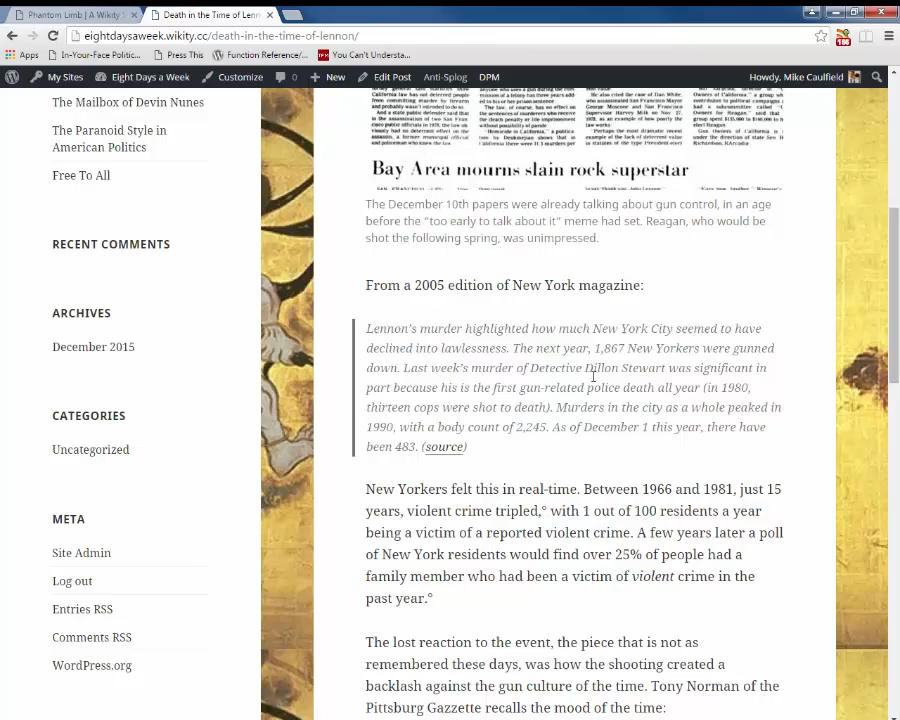 Phantom Limb | A Wikity S
Death in the Time of Lenn
eightdaysaweek.wikity.cc/death-in-the-time-of-lennon/
186
Apps
In-Your-Face Politic...
Press This
Function Reference/...
You Can't Understa...
My Sites
Eight Days a Week
Customize
0
New
Edit Post
Anti-Splog
DPM
Howdy, Mike Caulfield
The Mailbox of Devin Nunes
The Paranoid Style in
American Politics
Free To All
RECENT COMMENTS
ARCHIVES
December 2015
CATEGORIES
Uncategorized
META
Site Admin
Log out
Entries RSS
Comments RSS
WordPress.org
Bay Area mourns slain rock superstar
The December 10th papers were already talking about gun control, in an age
before the "too early to talk about it" meme had set. Reagan, who would be
shot the following spring, was unimpressed.
From a 2005 edition of New York magazine:
Lennon's murder highlighted how much New York City seemed to have
declined into lawlessness. The next year, 1,867 New Yorkers were gunned
down. Last week's murder of Detective Dillon Stewart was significant in
part because his is the first gun-related police death all year (in 1980,
thirteen cops were shot to death). Murders in the city as a whole peaked in
1990, with a body count of 2,245. As of December 1 this year, there have
been 483. (source)
New Yorkers felt this in real-time. Between 1966 and 1981, just 15
years, violent crime tripled,° with 1 out of 100 residents a year
being a victim of a reported violent crime. A few years later a poll
of New York residents would find over 25% of people had a
family member who had been a victim of violent crime in the
past year.°
The lost reaction to the event, the piece that is not as
remembered these days, was how the shooting created a
backlash against the gun culture of the time. Tony Norman of the
Pittsburg Gazzette recalls the mood of the time: